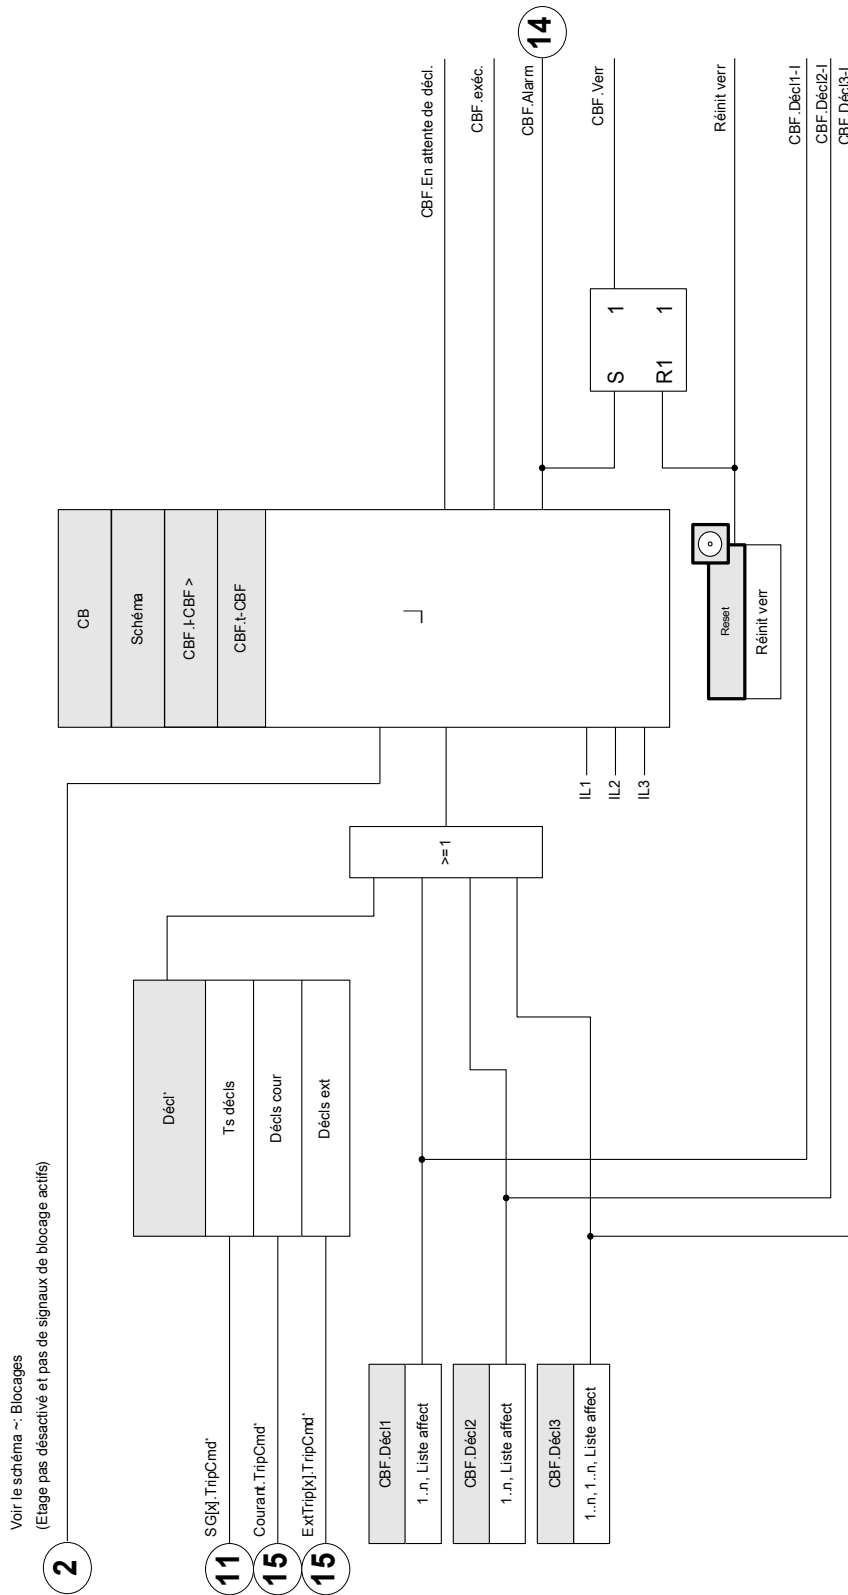 Voir le schéma ~: Blocages
(Etage pas désactivé et pas de signaux de blocage actifs)
2
SG[x].TripCmd*
11
Courant.TripCmd*
15
ExtTrip[x].TripCmd*
15
Décl*
Ts décls
Décls cour
Décls ext
CBF.Décl1
1..n, Liste affect
CBF.Décl2
1..n, Liste affect
CBF.Décl3
1..n, 1..n, Liste affect
>=1
IL1
IL2
IL3
CB
Schéma
CBF.I-CBF >
CBF.t-CBF
Reset
Réinit verr
S 1
R1 1
CBF.En attente de décl.
CBF.exéc.
CBF.Alarm
14
CBF.Verr
Réinit verr
CBF.Décl1-I
CBF.Décl2-I
CBF.Décl3-I